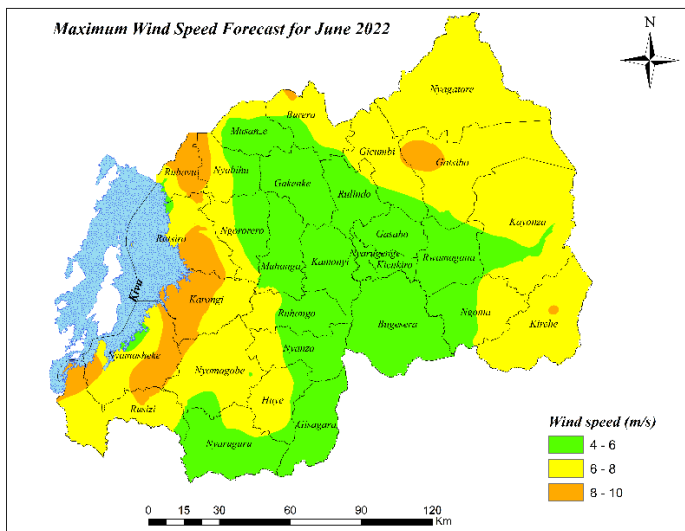 Maximum Wind Speed Forecast for June 2022
N
Nyagatare
Burera
Musanze
Gicumbi
Gatsibo
Rubavu
Nyabihu
Gakenke
Rulindo
Kayonza
Rutsiro
Ngororero
Gasabo
Nyarugenge
Kicukiro
Rwamagana
Muhanga
Kamonyi
Kivu
Karongi
Ruhango
Bugesera
Ngoma
Kirehe
Nyamasheke
Nyanza
Nyamagabe
Rusizi
Huye
Gisagara
Nyaruguru
Wind speed (m/s)
4 - 6
6 - 8
8 - 10
0 15 30 60 90 120
Km